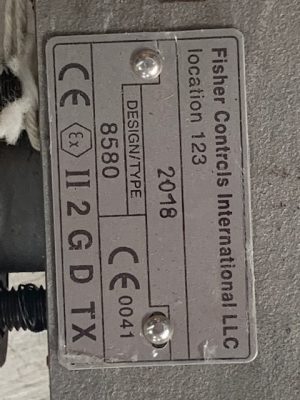 Fisher Controls International LLC
location 123
2018
DESIGN/TYPE
8580
CE 0041
CE Ex II 2 G D TX